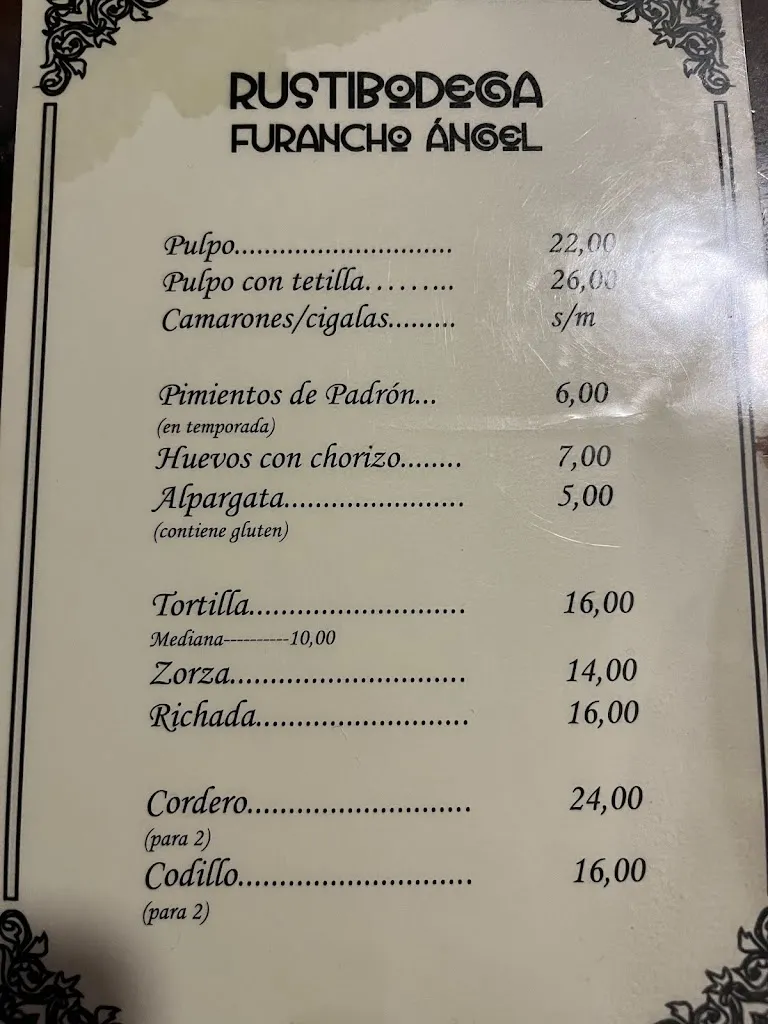 RUSTIBODEGA
FURANCHO ÁNGEL
Pulpo............................. 22,00
Pulpo con tetilla......... 26,00
Camarones/cigalas......... s/m
Pimientos de Padrón... 6,00
(en temporada)
Huevos con chorizo........ 7,00
Alpargata........................ 5,00
(contiene gluten)
Tortilla............................. 16,00
Mediana----------10,00
Zorza............................... 14,00
Richada............................ 16,00
Cordero.............................. 24,00
(para 2)
Codillo............................... 16,00
(para 2)